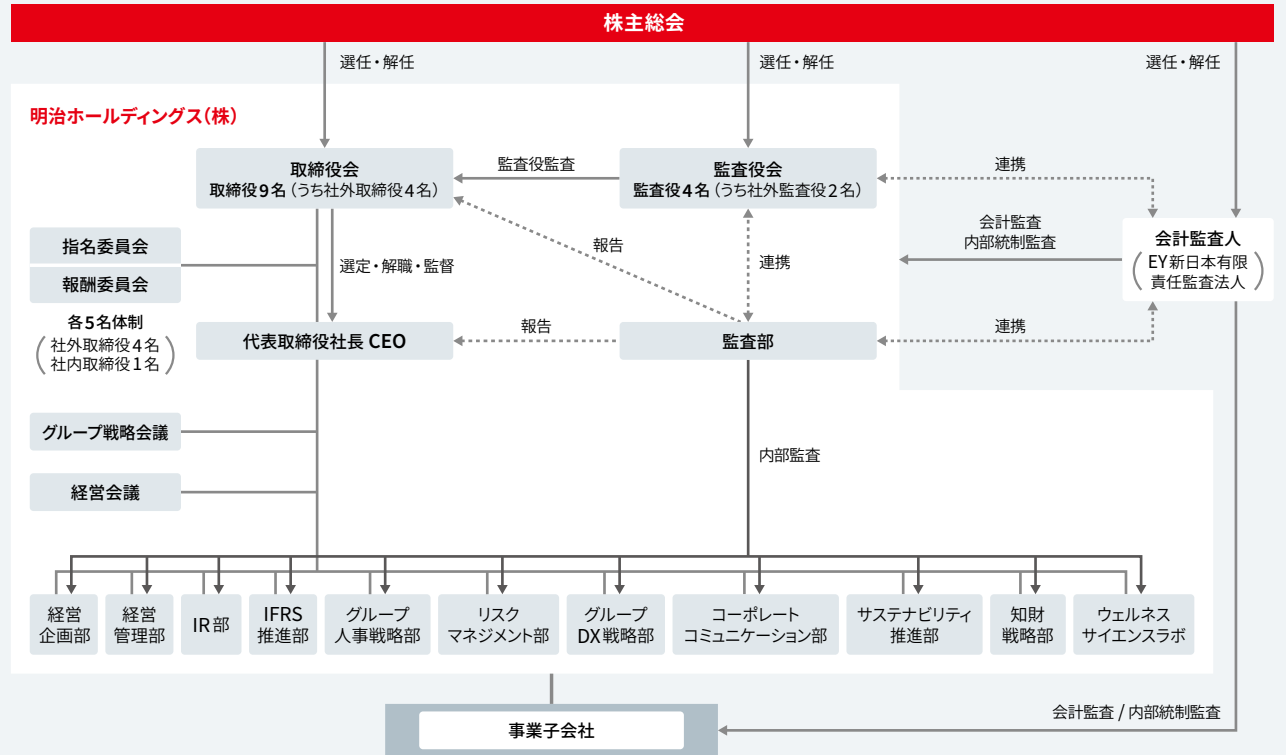 株主総会
選任・解任
選任・解任
選任・解任
明治ホールディングス(株)
取締役会
取締役9名(うち社外取締役4名)
監査役監査
監査役会
監査役4名(うち社外監査役2名)
連携
会計監査
内部統制監査
会計監査人
(EY新日本有限
責任監査法人)
指名委員会
報酬委員会
各5名体制
(社外取締役4名
社内取締役1名)
選定・解職・監督
報告
連携
代表取締役社長 CEO
報告
監査部
連携
グループ戦略会議
経営会議
内部監査
経営
企画部
経営
管理部
IR部
IFRS
推進部
グループ
人事戦略部
リスク
マネジメント部
グループ
DX戦略部
コーポレート
コミュニケーション部
サステナビリティ
推進部
知財
戦略部
ウェルネス
サイエンスラボ
事業子会社
会計監査 / 内部統制監査